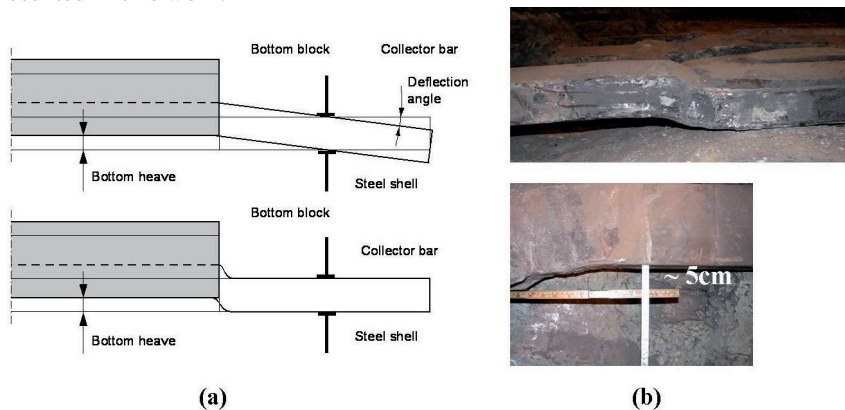 Bottom block
Collector bar
Deflection
angle
Bottom heave
Steel shell
Bottom block
Collector bar
~ 5cm
Steel shell
Bottom heave
(a)
(b)